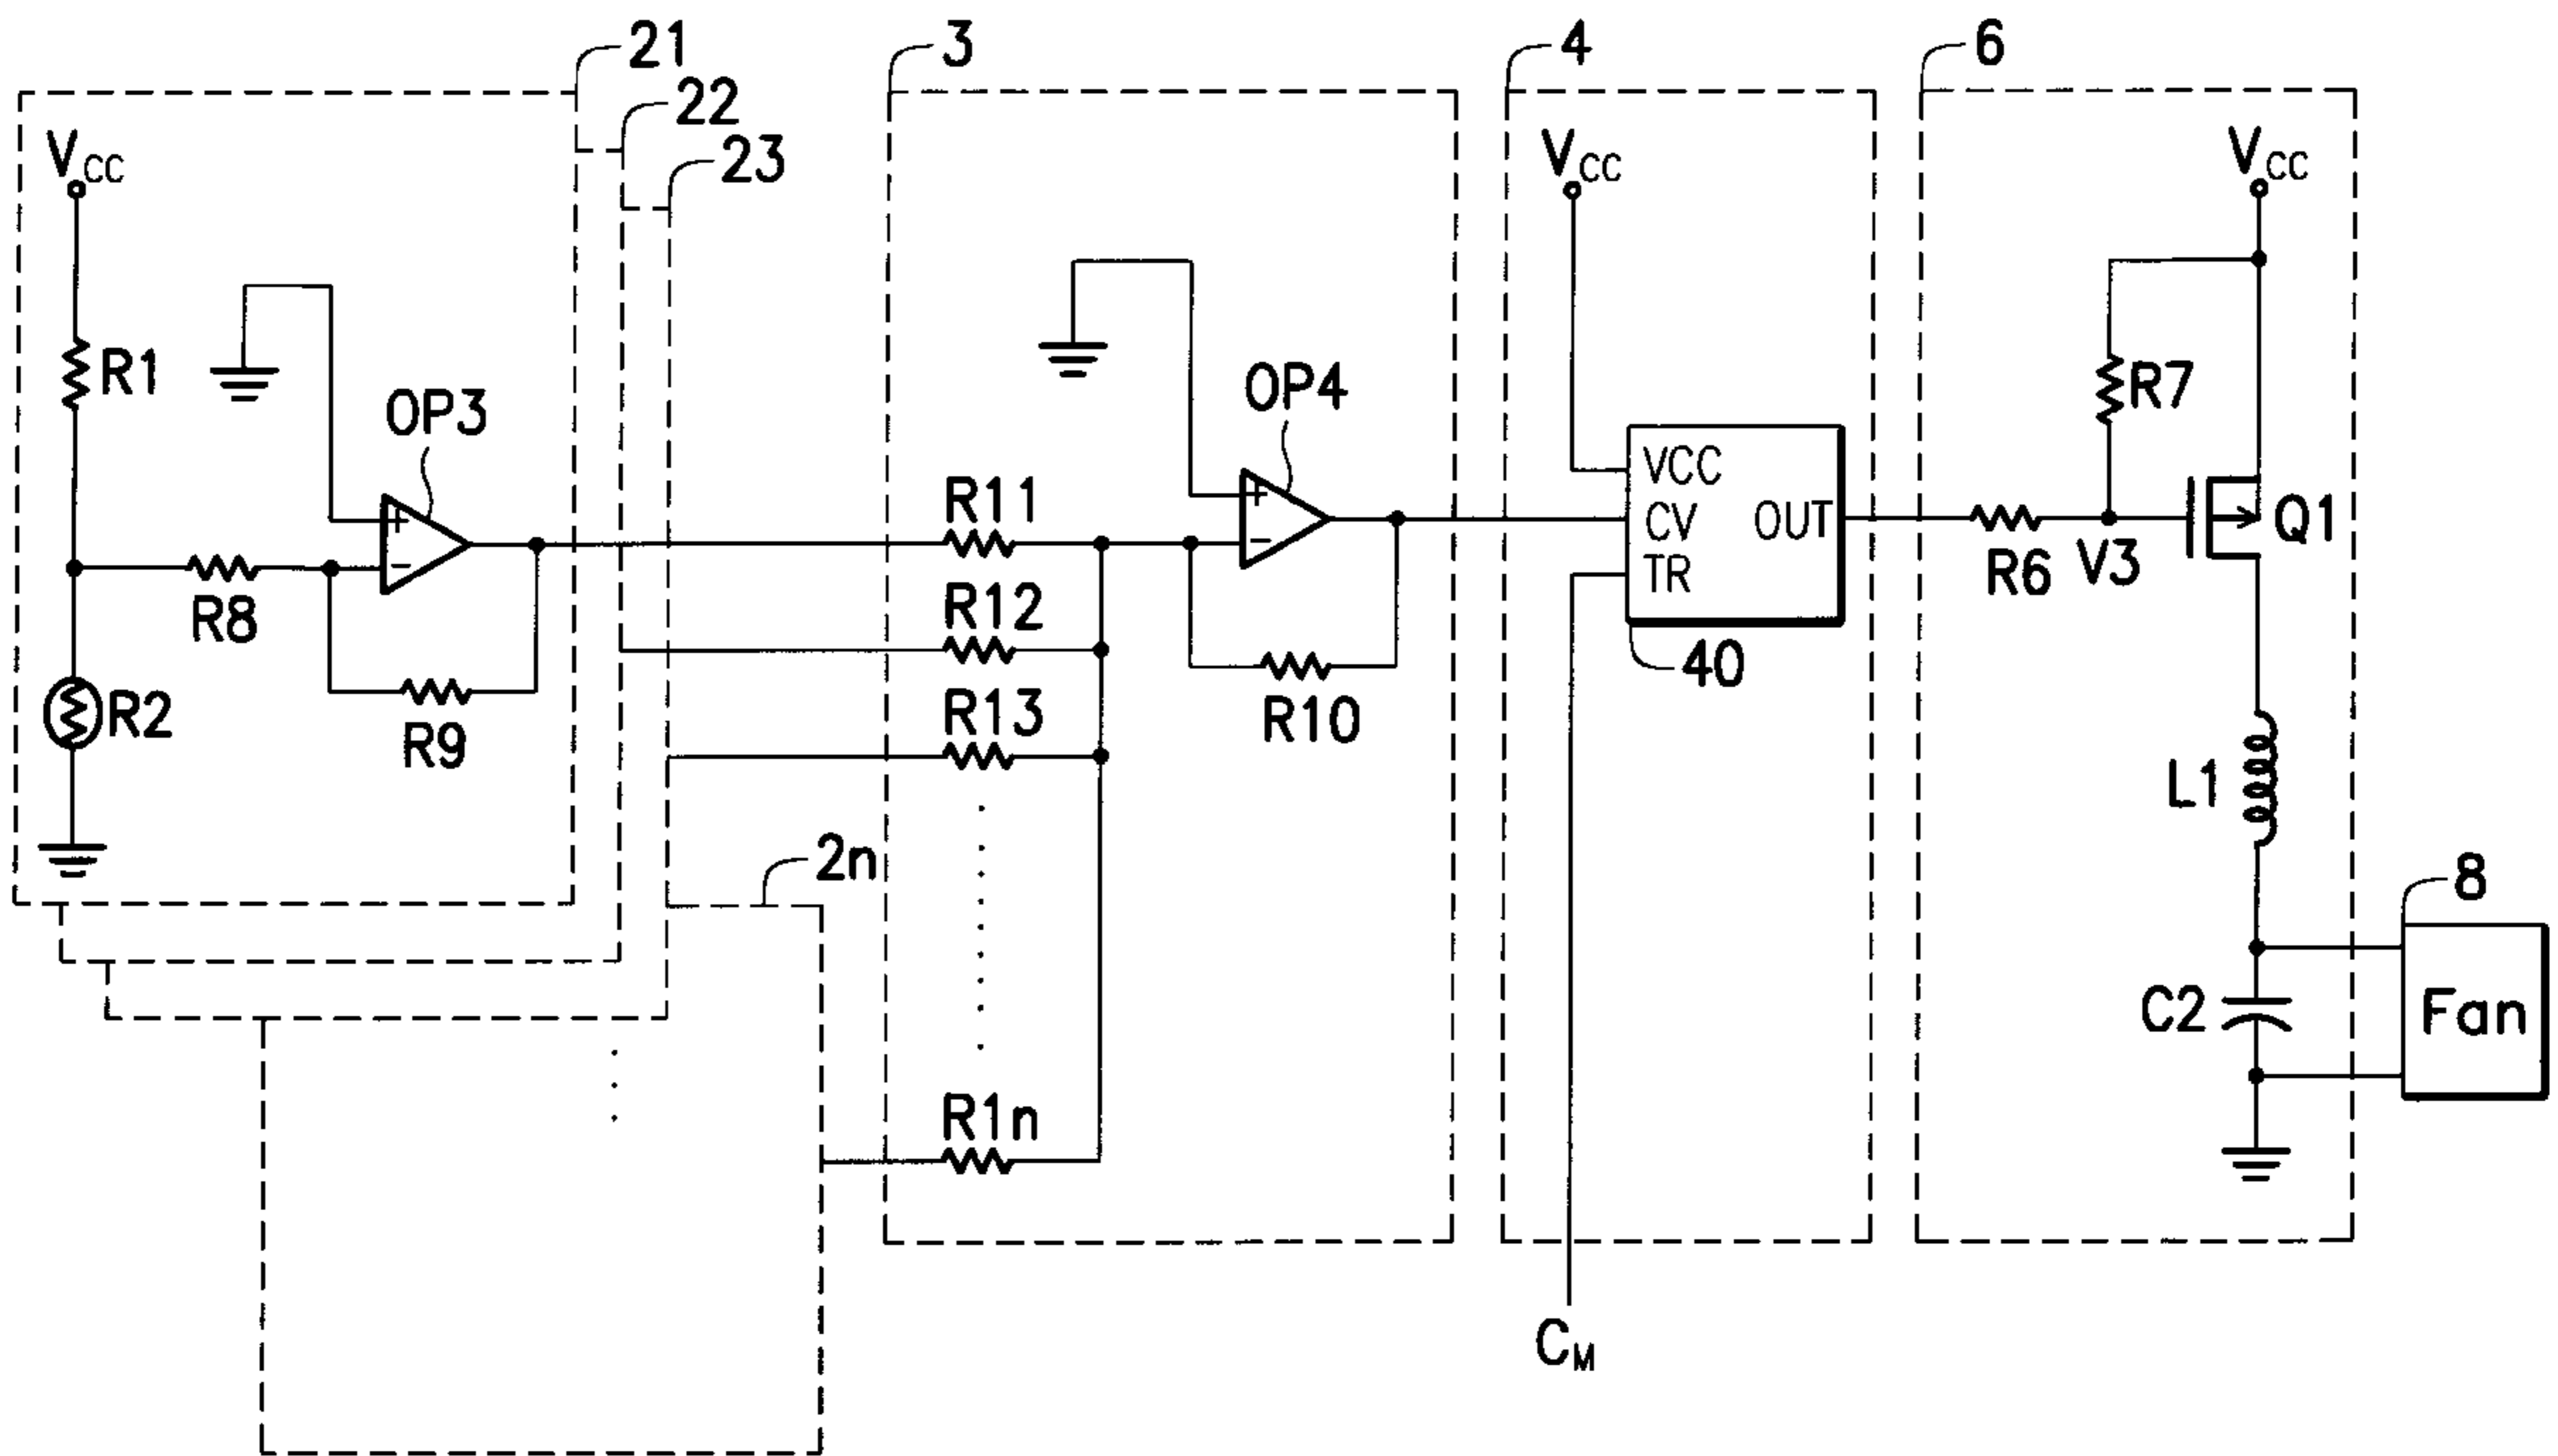 21
22
23
3
4
6
VCC
VCC
VCC
R1
OP3
OP4
R7
R8
R9
R2
R11
R12
R13
R1n
R10
VCC
CV
TR
OUT
40
R6
V3
Q1
L1
C2
8
Fan
2n
CM